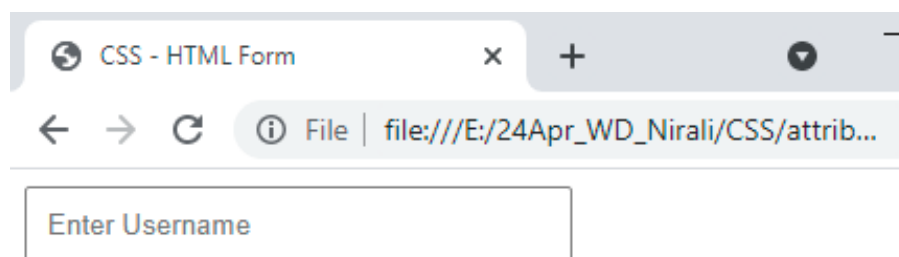 CSS - HTML Form
File file:///E:/24Apr_WD_Nirali/CSS/attrib...
Enter Username